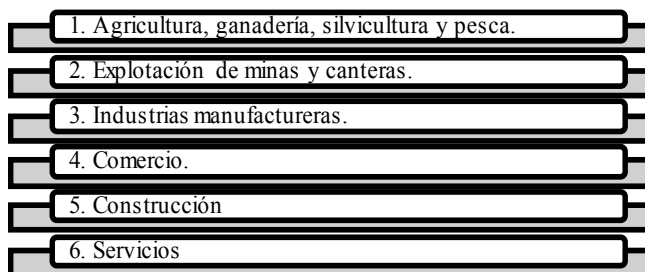 1. Agricultura, ganadería, silvicultura y pesca.
2. Explotación de minas y canteras.
3. Industrias manufactureras.
4. Comercio.
5. Construcción
6. Servicios